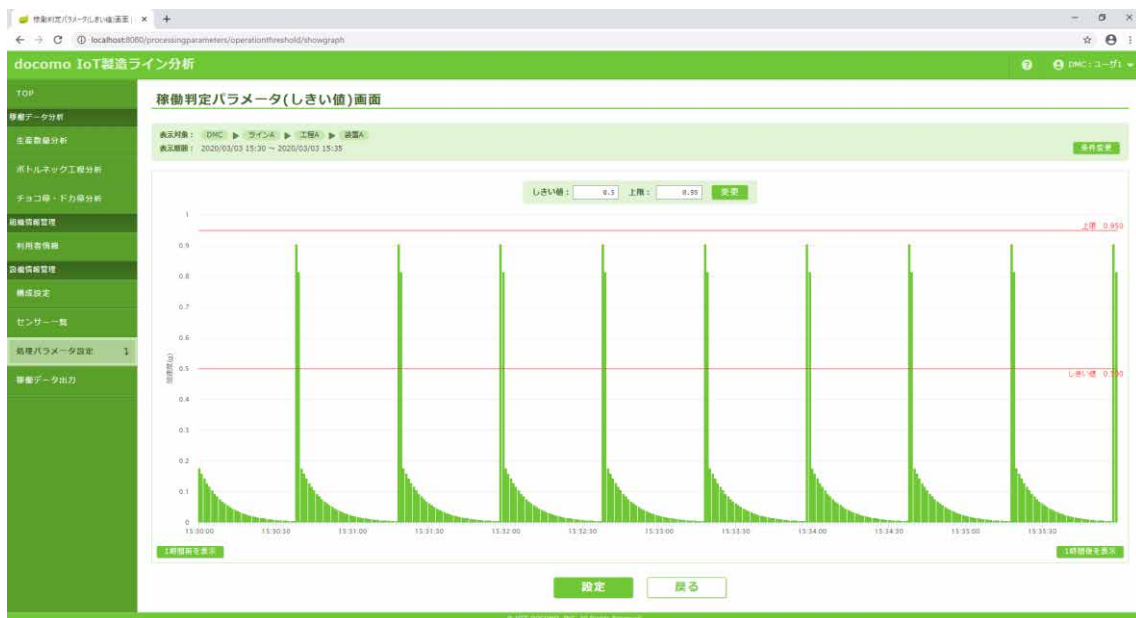 稼働判定パラメータ(しきい値)画面
localhost:8080/processingparameters/operationthreshold/showgraph
docomo IoT製造ライン分析
DMC：ユーザ1
TOP
稼働データ分析
生産数量分析
ボトルネック工程分析
チョコ停・ドカ停分析
組織情報管理
利用者情報
設備情報管理
構成設定
センサー一覧
処理パラメータ設定
稼働データ出力
稼働判定パラメータ(しきい値)画面
表示対象： DMC ▶ ラインA ▶ 工程A ▶ 装置A
表示期間： 2020/03/03 15:30 ～ 2020/03/03 15:35
条件変更
しきい値： 0.5 上限： 0.95 変更
上限 0.950
しきい値 0.500
加速度(g)
1
0.9
0.8
0.7
0.6
0.5
0.4
0.3
0.2
0.1
0
15:30:00 15:30:30 15:31:00 15:31:30 15:32:00 15:32:30 15:33:00 15:33:30 15:34:00 15:34:30 15:35:00 15:35:30
1時間前を表示
1時間後を表示
設定 戻る